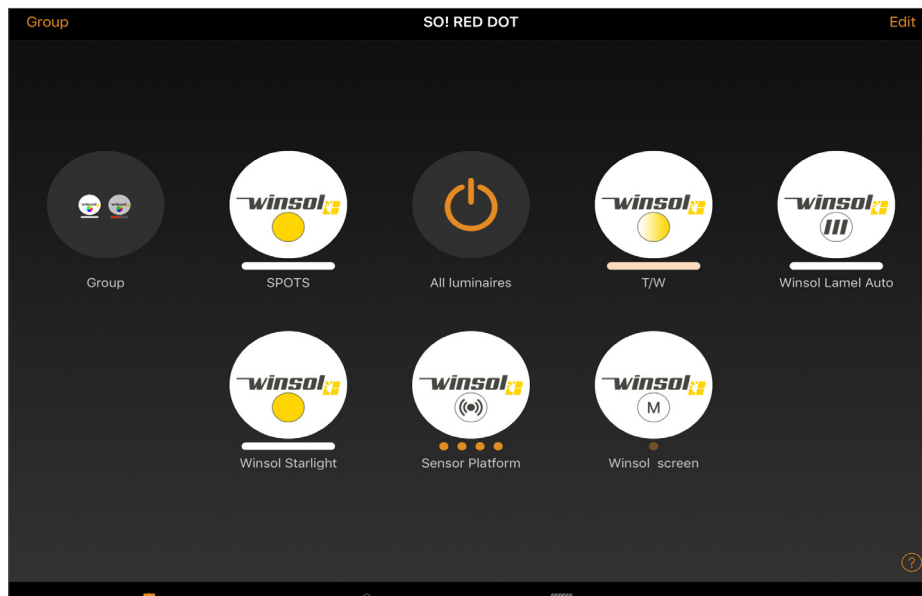 Group SO! RED DOT Edit
winsol winsol winsol
Group SPOTS All luminaires T/W Winsol Lamel Auto
winsol winsol winsol
M
Winsol Starlight Sensor Platform Winsol screen
?